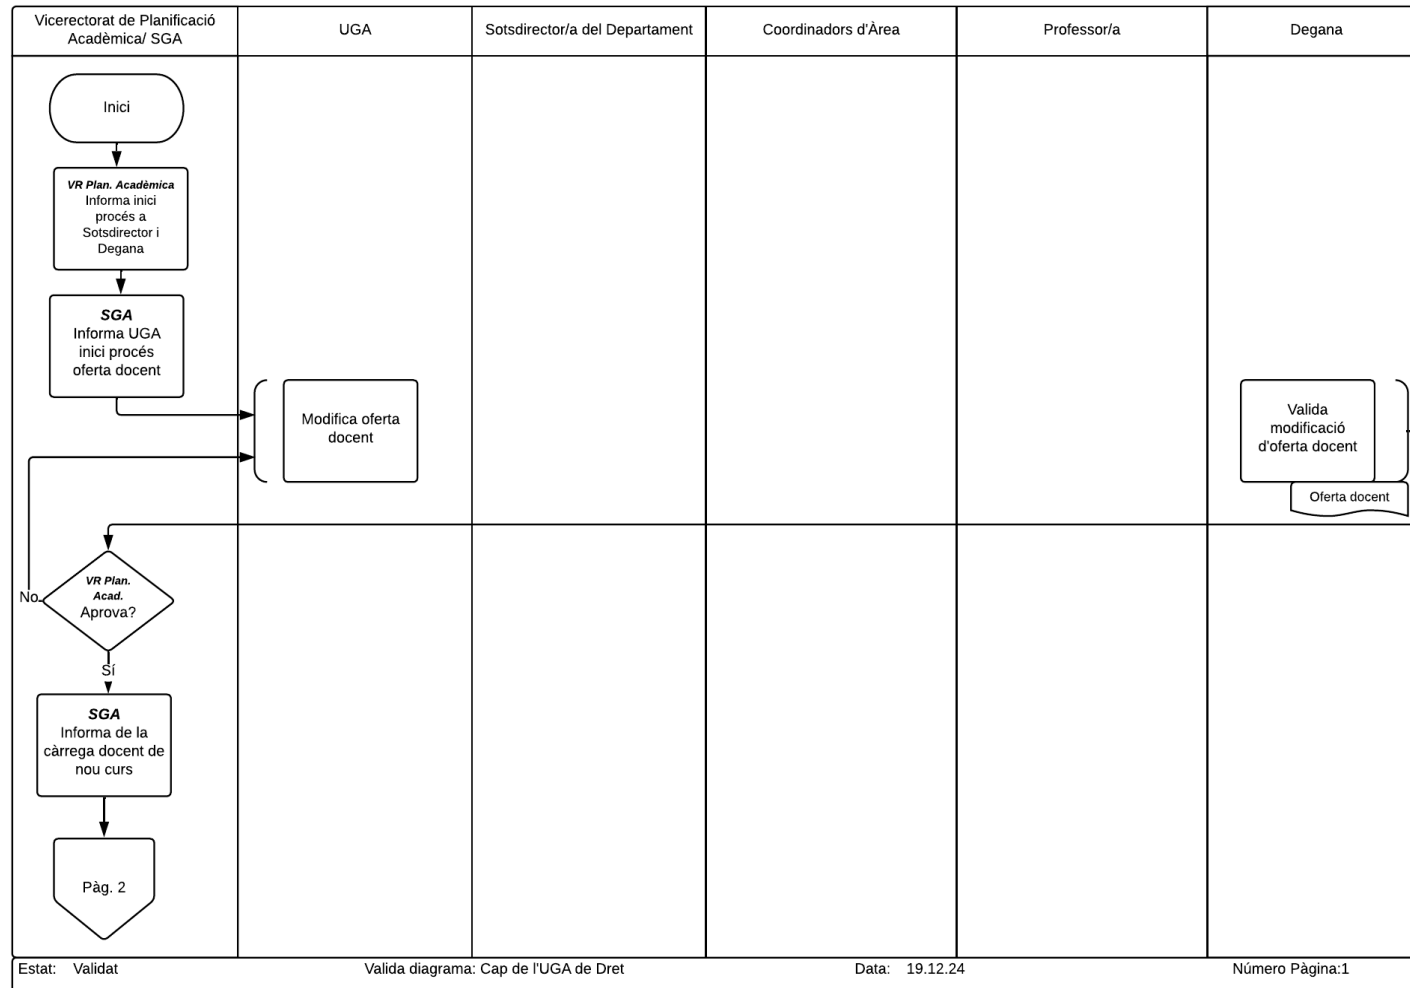 Vicerectorat de Planificació
Acadèmica/ SGA
UGA
Sotsdirector/a del Departament
Coordinadors d'Àrea
Professor/a
Degana
Inici
VR Plan. Acadèmica
Informa inici
procés a
Sotsdirector i
Degana
SGA
Informa UGA
inici procés
oferta docent
Modifica oferta
docent
Valida
modificació
d'oferta docent
Oferta docent
VR Plan.
Acad.
Aprova?
No
Sí
SGA
Informa de la
càrrega docent de
nou curs
Pàg. 2
Estat: Validat
Valida diagrama: Cap de l'UGA de Dret
Data: 19.12.24
Número Pàgina:1